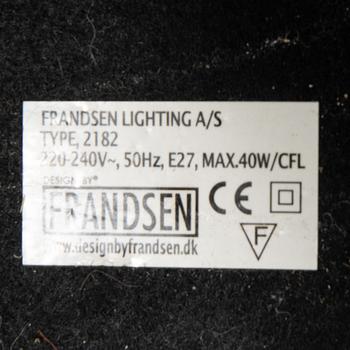 FRANDSEN LIGHTING A/S
TYPE, 2182
220-240V~, 50Hz, E27, MAX.40W/CFL
DESIGN BY®
FRANDSEN
www.designbyfrandsen.dk
CE
F